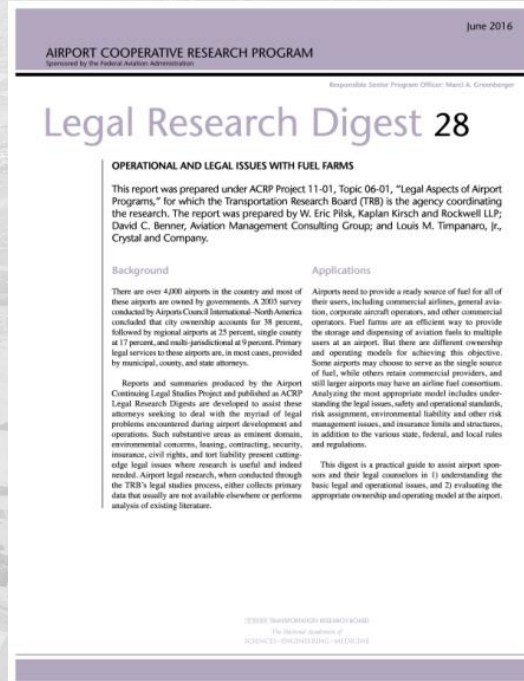 June 2016
AIRPORT COOPERATIVE RESEARCH PROGRAM
Sponsored by the Federal Aviation Administration
Responsible Senior Program Officer: Marci A. Greenberger
Legal Research Digest 28
OPERATIONAL AND LEGAL ISSUES WITH FUEL FARMS
This report was prepared under ACRP Project 11-01, Topic 06-01, "Legal Aspects of Airport
Programs," for which the Transportation Research Board (TRB) is the agency coordinating
the research. The report was prepared by W. Eric Pilsk, Kaplan Kirsch and Rockwell LLP;
David C. Benner, Aviation Management Consulting Group; and Louis M. Timpanaro, Jr.,
Crystal and Company.
Background
There are over 4,000 airports in the country and most of
these airports are owned by governments. A 2003 survey
conducted by Airports Council International–North America
concluded that city ownership accounts for 38 percent,
followed by regional airports at 25 percent, single county
at 17 percent, and multi-jurisdictional at 9 percent. Primary
legal services to these airports are, in most cases, provided
by municipal, county, and state attorneys.
Reports and summaries produced by the Airport
Continuing Legal Studies Project and published as ACRP
Legal Research Digests are developed to assist these
attorneys seeking to deal with the myriad of legal
problems encountered during airport development and
operations. Such substantive areas as eminent domain,
environmental concerns, leasing, contracting, security,
insurance, civil rights, and tort liability present cutting-
edge legal issues where research is useful and indeed
needed. Airport legal research, when conducted through
the TRB's legal studies process, either collects primary
data that usually are not available elsewhere or performs
analysis of existing literature.
Applications
Airports need to provide a ready source of fuel for all of
their users, including commercial airlines, general avia-
tion, corporate aircraft operators, and other commercial
operators. Fuel farms are an efficient way to provide
the storage and dispensing of aviation fuels to multiple
users at an airport. But there are different ownership
and operating models for achieving this objective.
Some airports may choose to serve as the single source
of fuel, while others retain commercial providers, and
still larger airports may have an airline fuel consortium.
Analyzing the most appropriate model includes under-
standing the legal issues, safety and operational standards,
risk assignment, environmental liability and other risk
management issues, and insurance limits and structures,
in addition to the various state, federal, and local rules
and regulations.
This digest is a practical guide to assist airport spon-
sors and their legal counselors in 1) understanding the
basic legal and operational issues, and 2) evaluating the
appropriate ownership and operating model at the airport.
TRANSPORTATION RESEARCH BOARD
The National Academies of
SCIENCES • ENGINEERING • MEDICINE